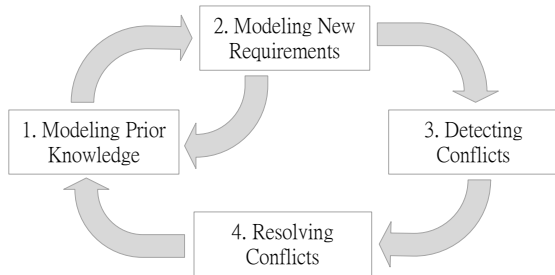 2. Modeling New
Requirements
1. Modeling Prior
Knowledge
3. Detecting
Conflicts
4. Resolving
Conflicts